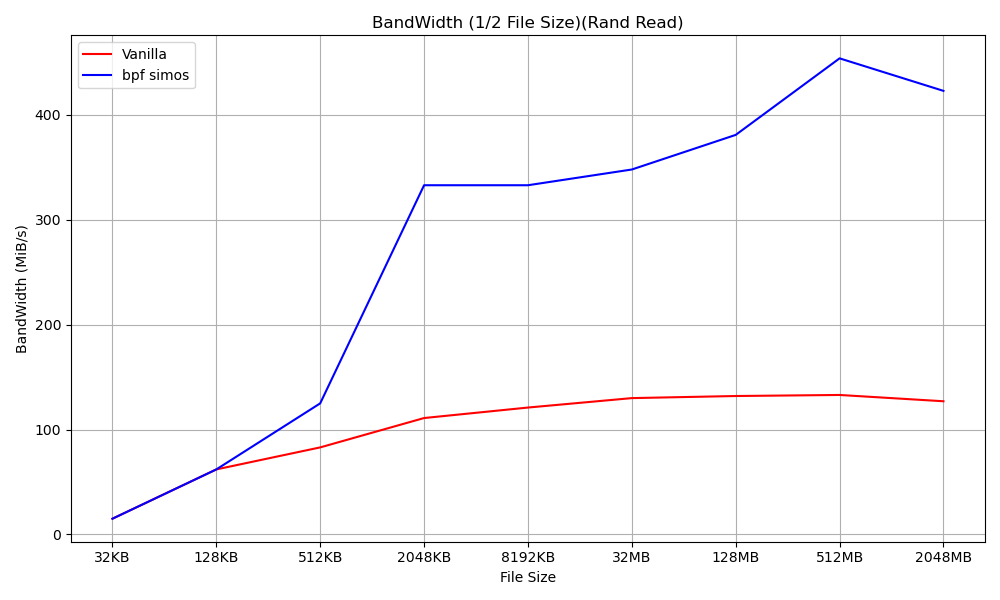 BandWidth (1/2 File Size)(Rand Read)
Vanilla
bpf simos
BandWidth (MiB/s)
400
300
200
100
0
32KB 128KB 512KB 2048KB 8192KB 32MB 128MB 512MB 2048MB
File Size